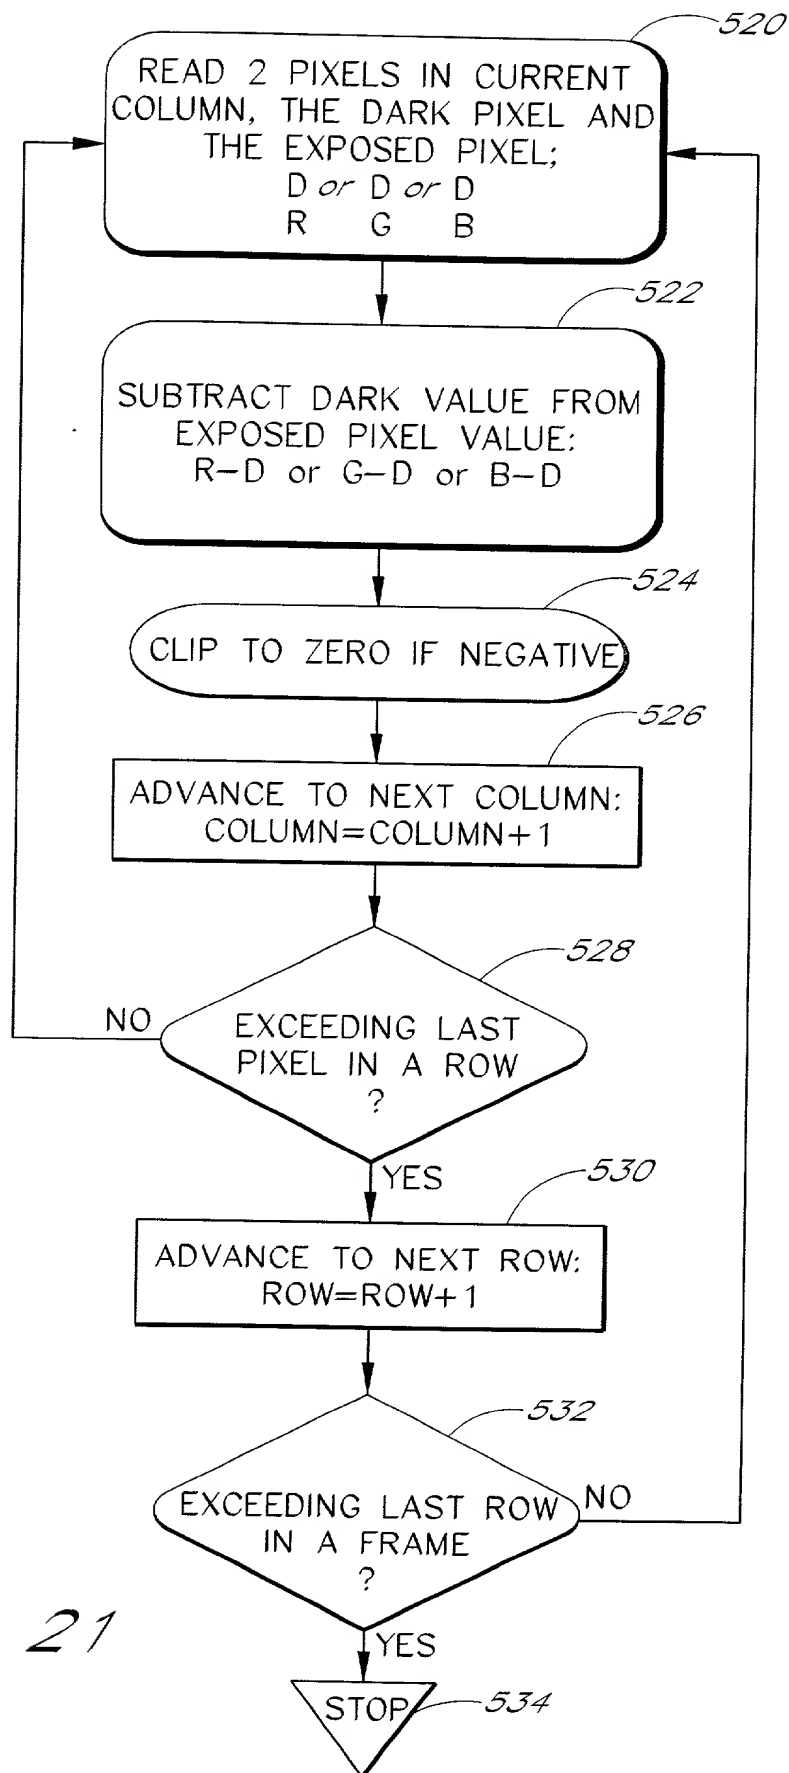 520
READ 2 PIXELS IN CURRENT
COLUMN, THE DARK PIXEL AND
THE EXPOSED PIXEL;
D or D or D
R G B
522
SUBTRACT DARK VALUE FROM
EXPOSED PIXEL VALUE:
R-D or G-D or B-D
524
CLIP TO ZERO IF NEGATIVE
526
ADVANCE TO NEXT COLUMN:
COLUMN=COLUMN+1
528
NO
EXCEEDING LAST
PIXEL IN A ROW
?
YES
530
ADVANCE TO NEXT ROW:
ROW=ROW+1
532
EXCEEDING LAST ROW
IN A FRAME
?
NO
21
YES
STOP
534